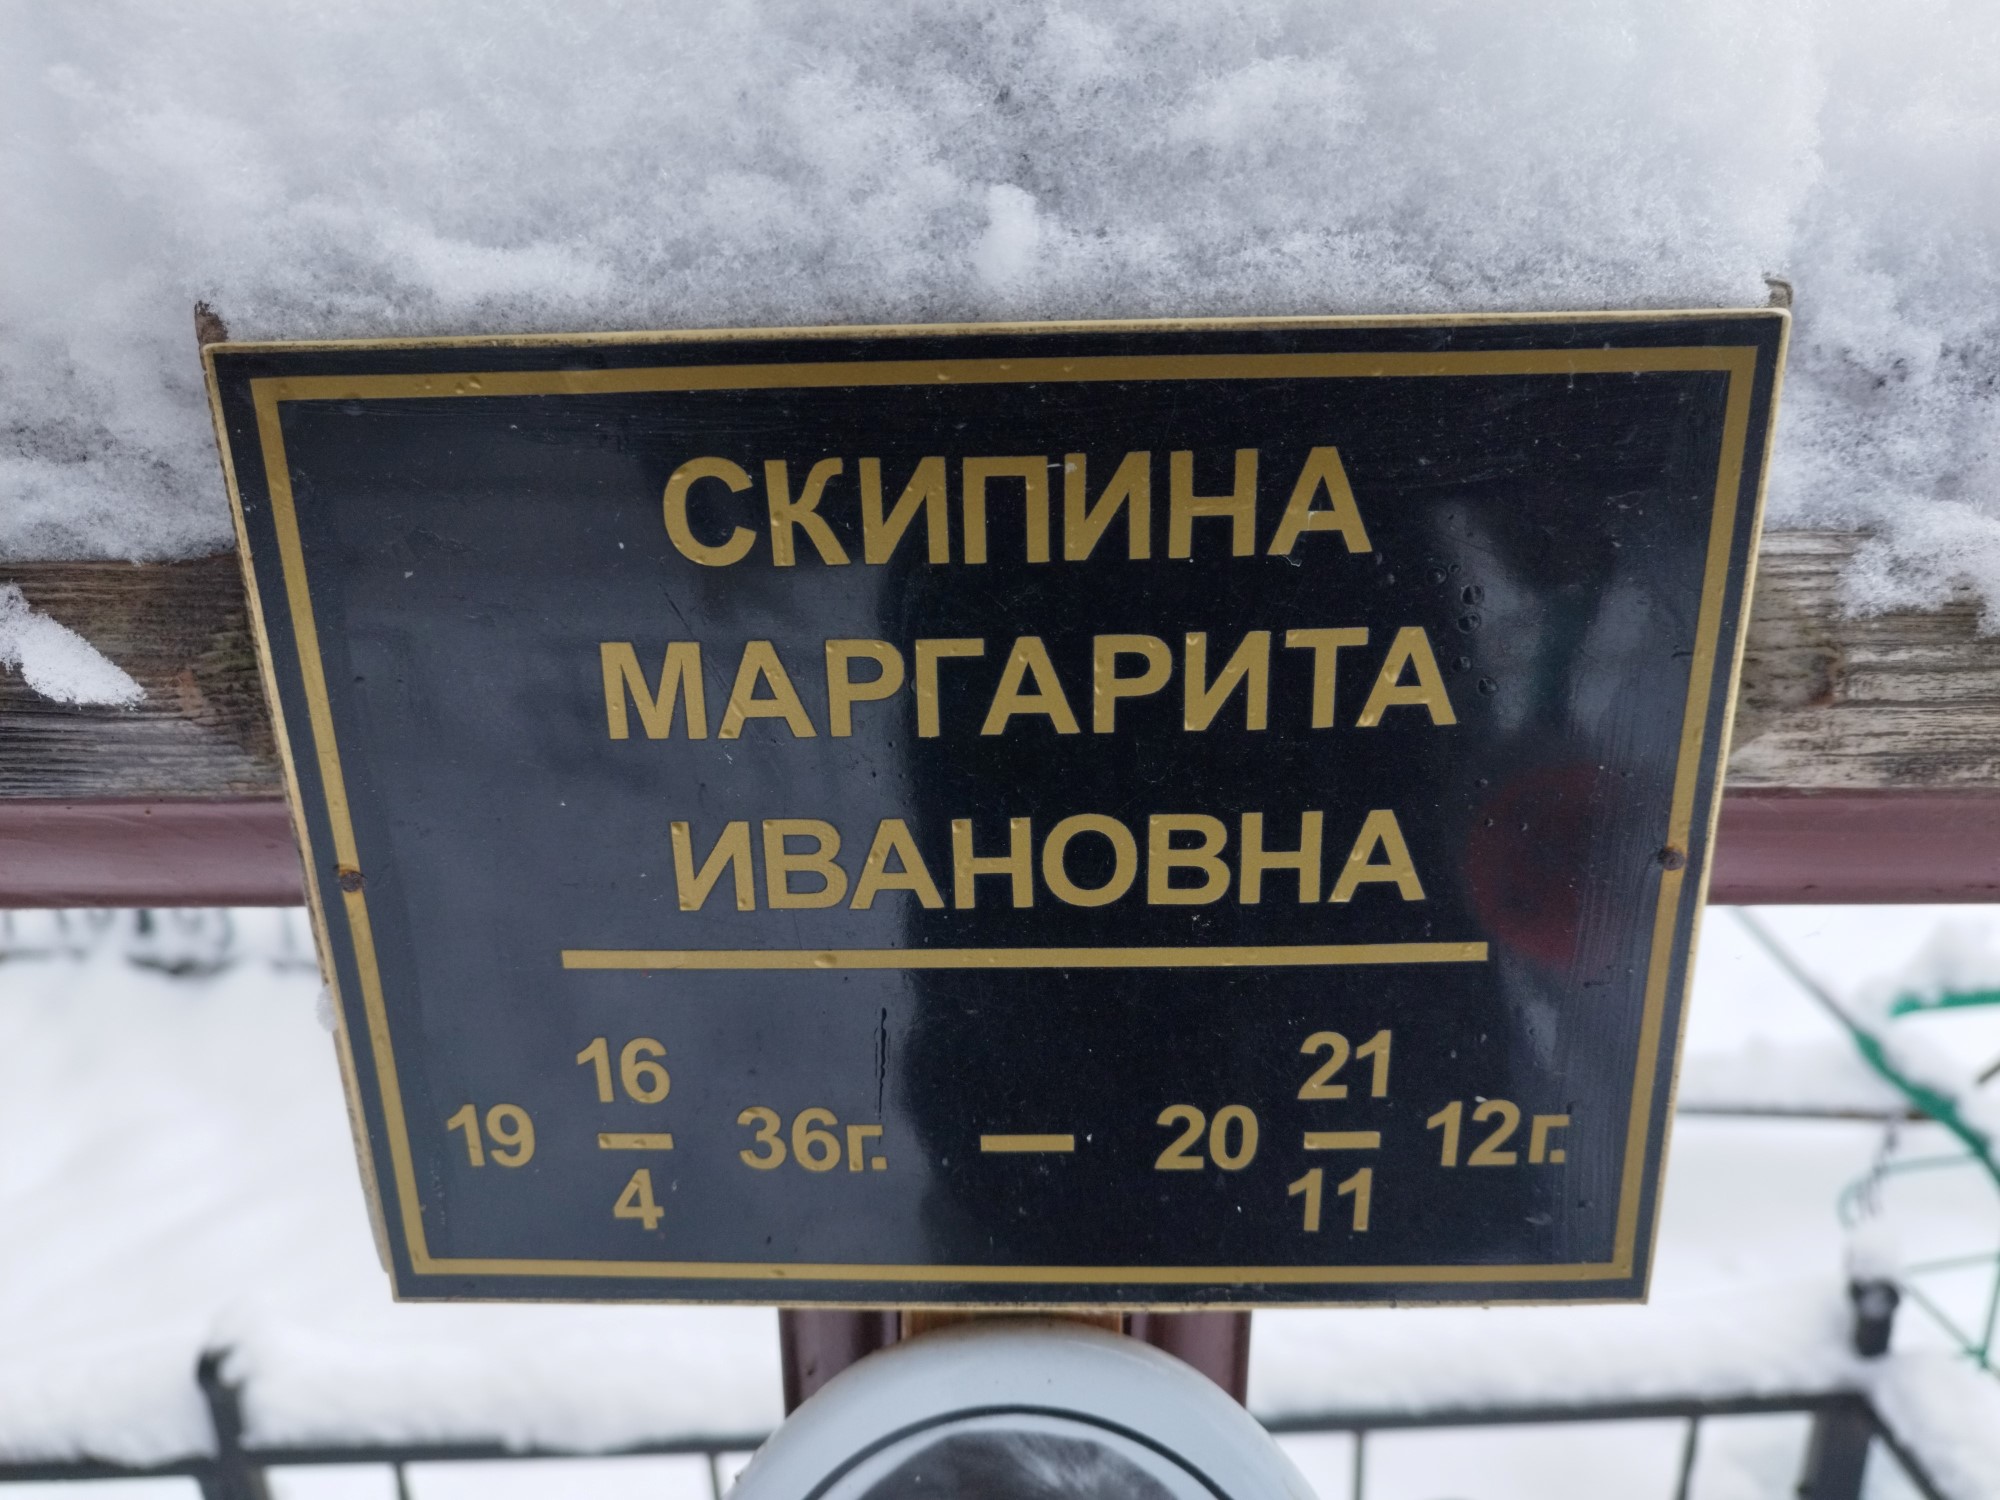 СКИПИНА
МАРГАРИТА
ИВАНОВНА
19 16/4 36г. — 20 21/11 12г.